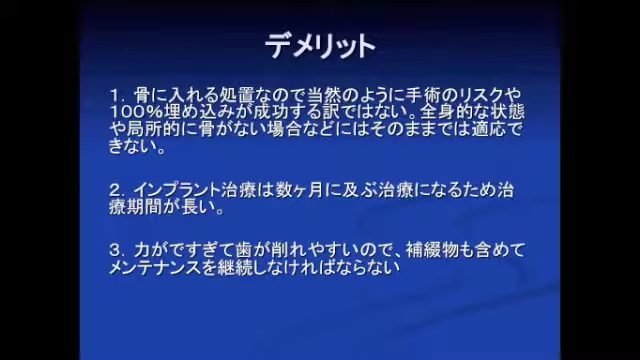 デメリット
１．骨に入れる処置なので当然のように手術のリスクや
１００％埋め込みが成功する訳ではない。全身的な状態
や局所的に骨がない場合などにはそのままでは適応で
きない。
２．インプラント治療は数ヶ月に及ぶ治療になるため治
療期間が長い。
３．力がですぎて歯が削れやすいので、補綴物も含めて
メンテナンスを継続しなければならない